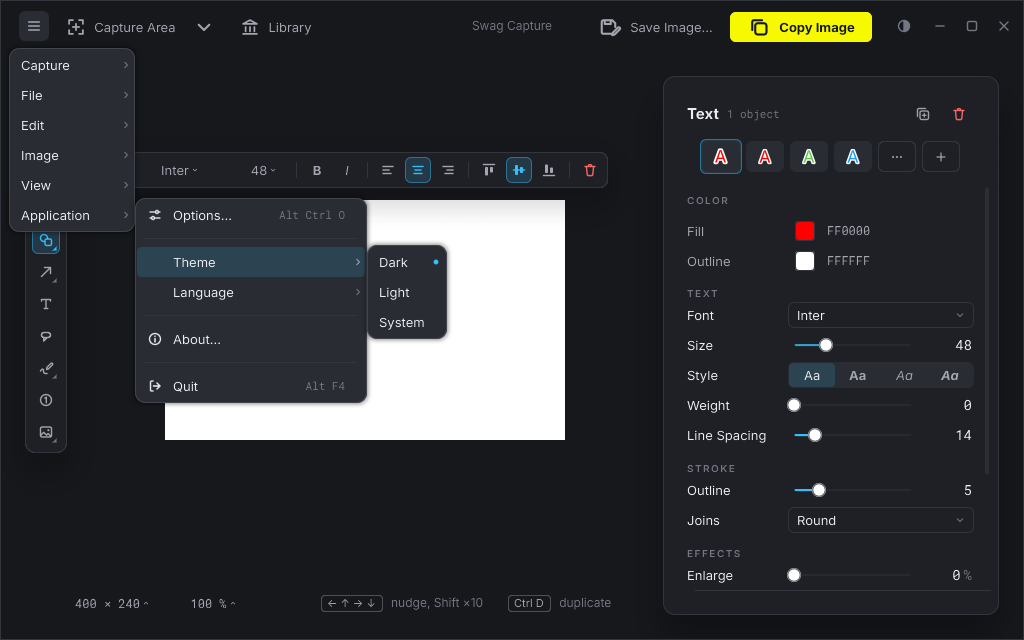 Capture Area
Library
Swag Capture
Save Image...
Copy Image
Capture
File
Edit
Image
View
Application
Inter
48
B
I
Options...
Alt Ctrl O
Theme
Language
About...
Quit
Alt F4
Dark
Light
System
T
1
400 × 240
100 %
← ↑ → ↓
nudge, Shift ×10
Ctrl D
duplicate
Text 1 object
A A A A ... +
COLOR
Fill FF0000
Outline FFFFFF
TEXT
Font Inter
Size 48
Style Aa Aa Aa Aa
Weight 0
Line Spacing 14
STROKE
Outline 5
Joins Round
EFFECTS
Enlarge 0 %